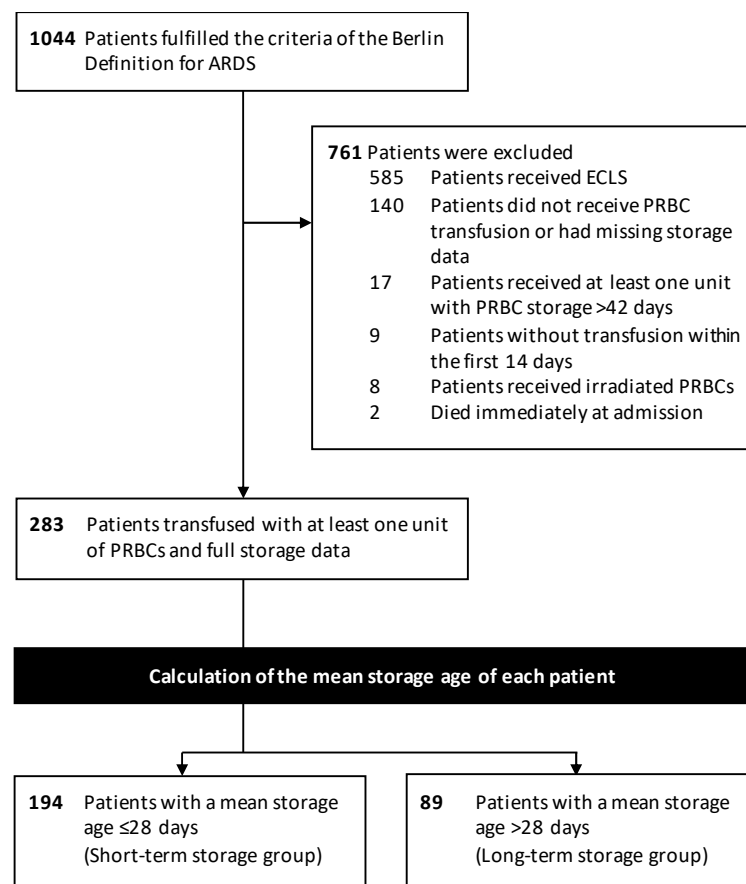 1044 Patients fulfilled the criteria of the Berlin
Definition for ARDS
761 Patients were excluded
585 Patients received ECLS
140 Patients did not receive PRBC
transfusion or had missing storage
data
17 Patients received at least one unit
with PRBC storage >42 days
9 Patients without transfusion within
the first 14 days
8 Patients received irradiated PRBCs
2 Died immediately at admission
283 Patients transfused with at least one unit
of PRBCs and full storage data
Calculation of the mean storage age of each patient
194 Patients with a mean storage
age ≤28 days
(Short-term storage group)
89 Patients with a mean storage
age >28 days
(Long-term storage group)